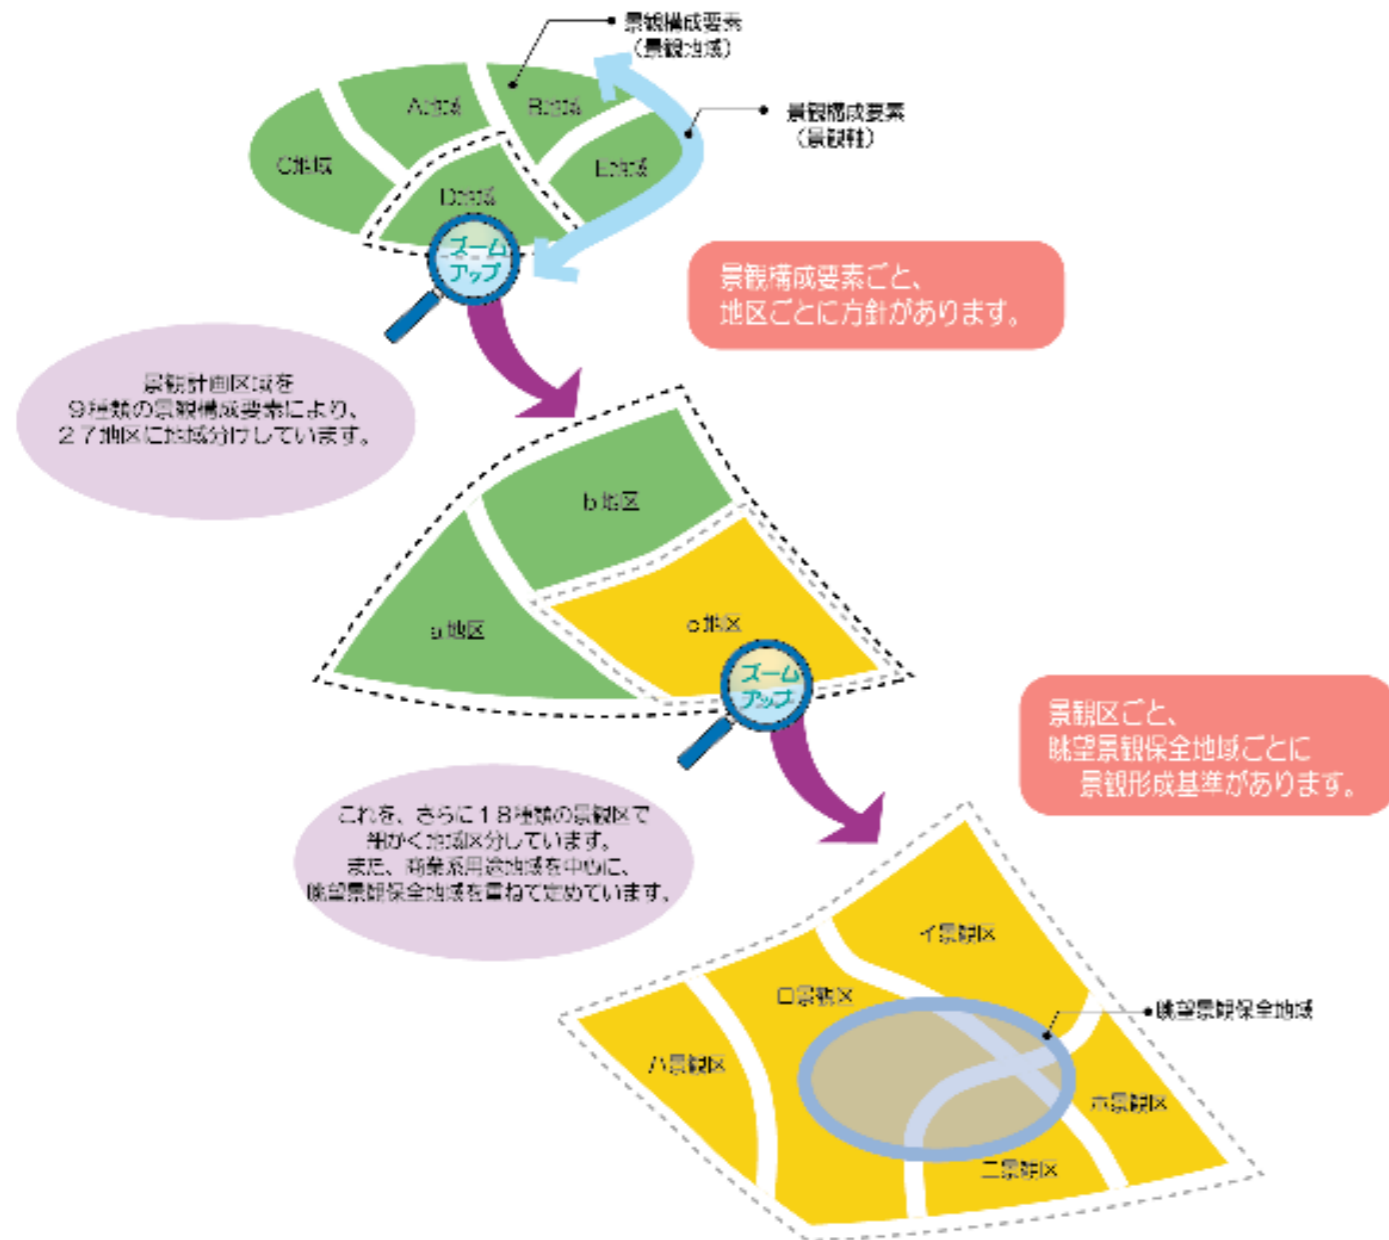 景観構成要素
（景観地域）
景観構成要素
（景観軸）
A地域
B地域
C地域
D地域
E地域
ズーム
アップ
景観構成要素ごと、
地区ごとに方針があります。
景観計画区域を
９種類の景観構成要素により、
２７地区に地域分けしています。
b地区
a地区
c地区
ズーム
アップ
景観区ごと、
眺望景観保全地域ごとに
景観形成基準があります。
これを、さらに１８種類の景観区で
細かく地域区分しています。
また、商業系用途地域を中心に、
眺望景観保全地域を重ねて定めています。
イ景観区
ロ景観区
眺望景観保全地域
ハ景観区
ホ景観区
ニ景観区